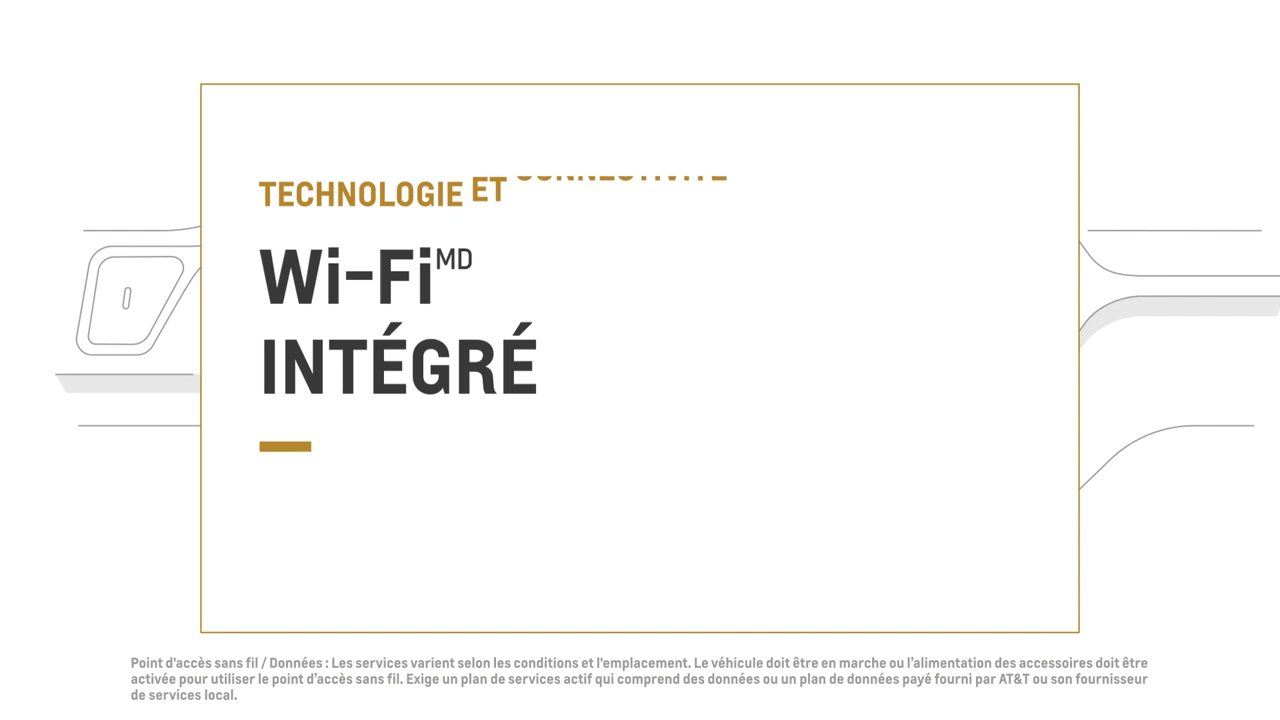 TECHNOLOGIE ET CONNECTIVITÉ
Wi-Fi MD
INTÉGRÉ
Point d'accès sans fil / Données : Les services varient selon les conditions et l'emplacement. Le véhicule doit être en marche ou l'alimentation des accessoires doit être
activée pour utiliser le point d'accès sans fil. Exige un plan de services actif qui comprend des données ou un plan de données payé fourni par AT&T ou son fournisseur
de services local.